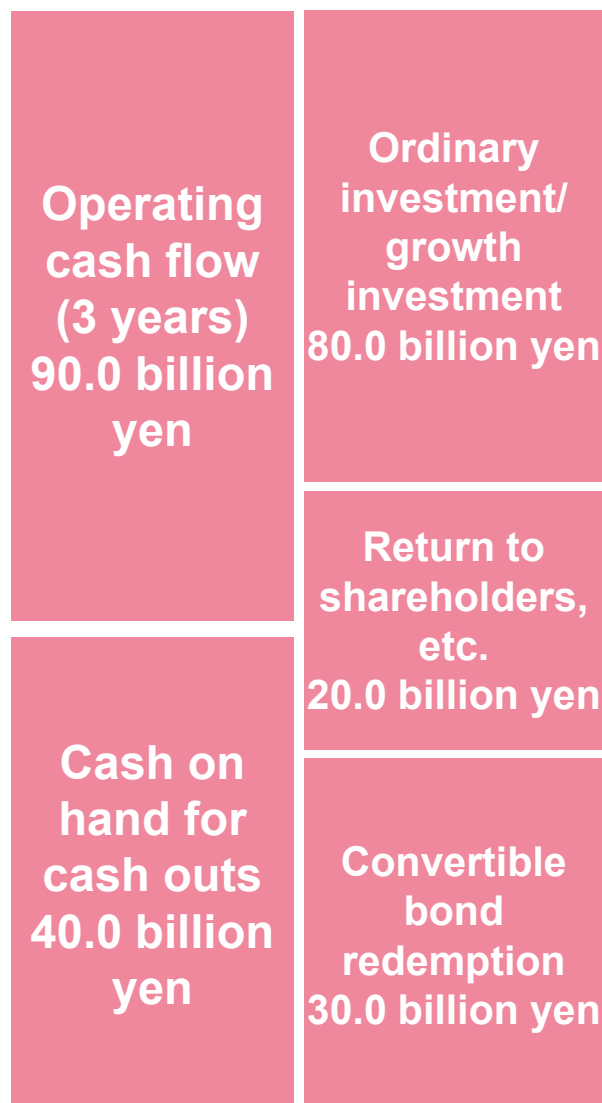 Operating
cash flow
(3 years)
90.0 billion
yen
Cash on
hand for
cash outs
40.0 billion
yen
Ordinary
investment/
growth
investment
80.0 billion yen
Return to
shareholders,
etc.
20.0 billion yen
Convertible
bond
redemption
30.0 billion yen